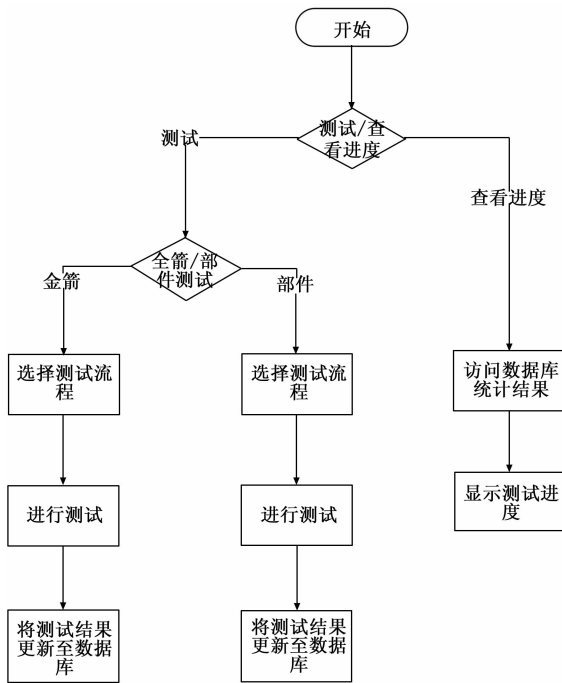 开始
测试/查
看进度
测试
查看进度
全箭/部
件测试
金箭
部件
选择测试流
程
选择测试流
程
访问数据库
统计结果
进行测试
进行测试
显示测试进
度
将测试结果
更新至数据
库
将测试结果
更新至数据
库